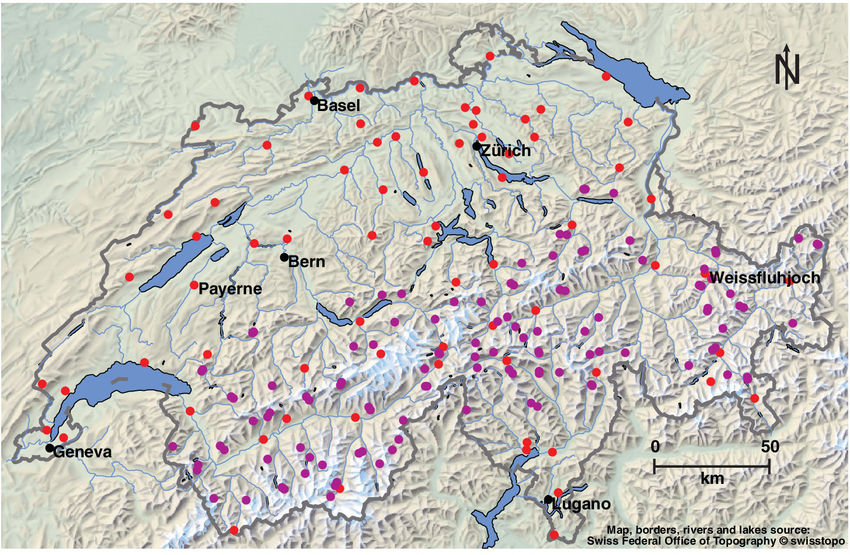 N
Basel
Zürich
Bern
Weissfluhjoch
Payerne
Geneva
0 50
km
Lugano
Map, borders, rivers and lakes source:
Swiss Federal Office of Topography © swisstopo